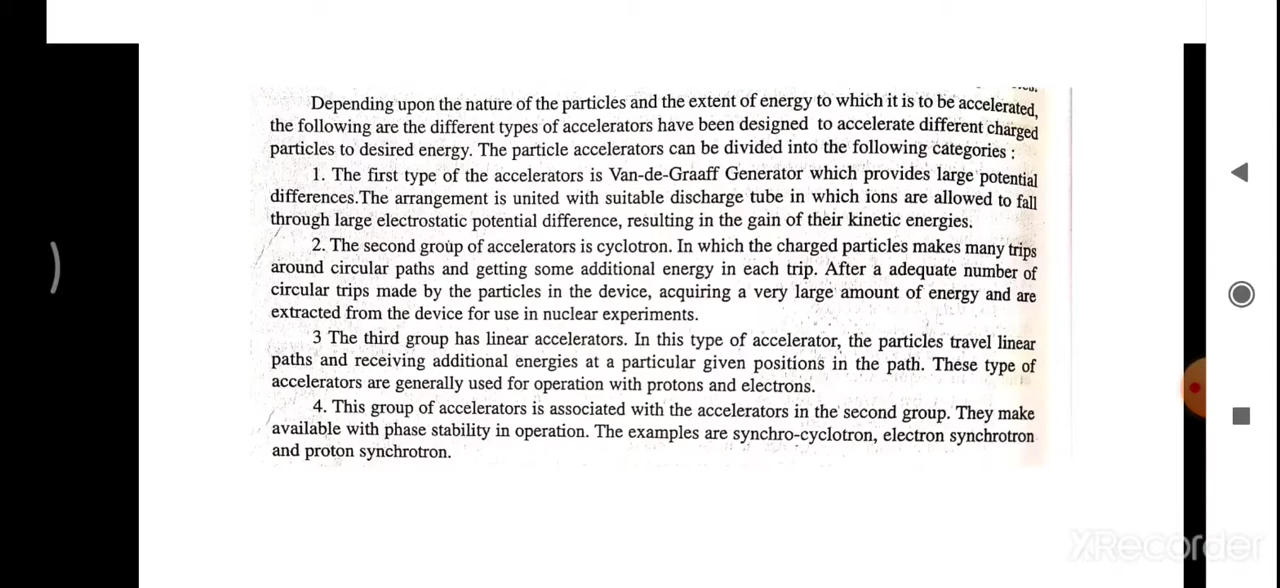 Depending upon the nature of the particles and the extent of energy to which it is to be accelerated,
the following are the different types of accelerators have been designed to accelerate different charged
particles to desired energy. The particle accelerators can be divided into the following categories :
1. The first type of the accelerators is Van-de-Graaff Generator which provides large potential
differences.The arrangement is united with suitable discharge tube in which ions are allowed to fall
through large electrostatic potential difference, resulting in the gain of their kinetic energies.
2. The second group of accelerators is cyclotron. In which the charged particles makes many trips
around circular paths and getting some additional energy in each trip. After a adequate number of
circular trips made by the particles in the device, acquiring a very large amount of energy and are
extracted from the device for use in nuclear experiments.
3 The third group has linear accelerators. In this type of accelerator, the particles travel linear
paths and receiving additional energies at a particular given positions in the path. These type of
accelerators are generally used for operation with protons and electrons.
4. This group of accelerators is associated with the accelerators in the second group. They make
available with phase stability in operation. The examples are synchro-cyclotron, electron synchrotron
and proton synchrotron.
XRecorder